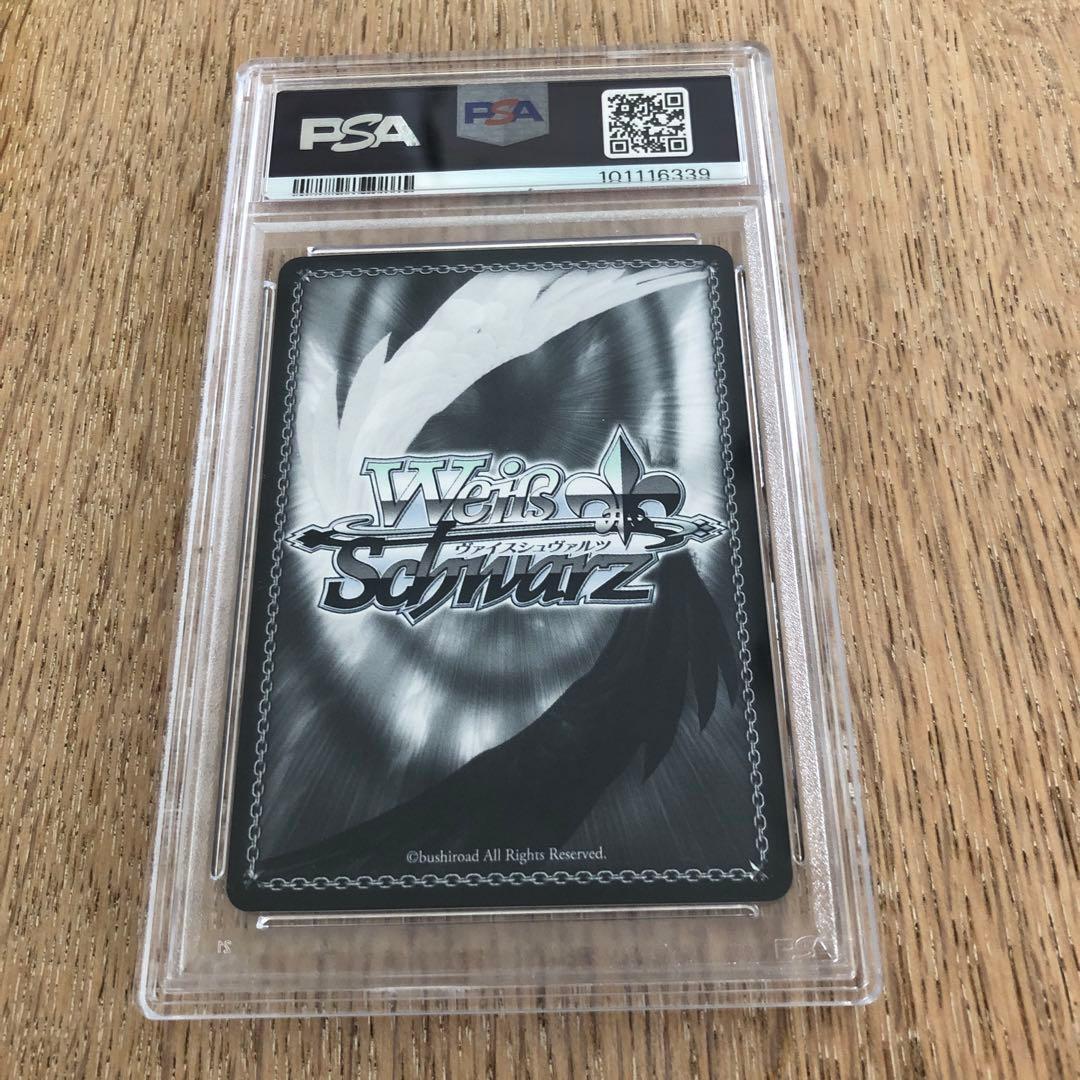 PSA
PSA
101116339
Weiß
ヴァイスシュヴァルツ
Schwarz
©bushiroad All Rights Reserved.
21
PSA